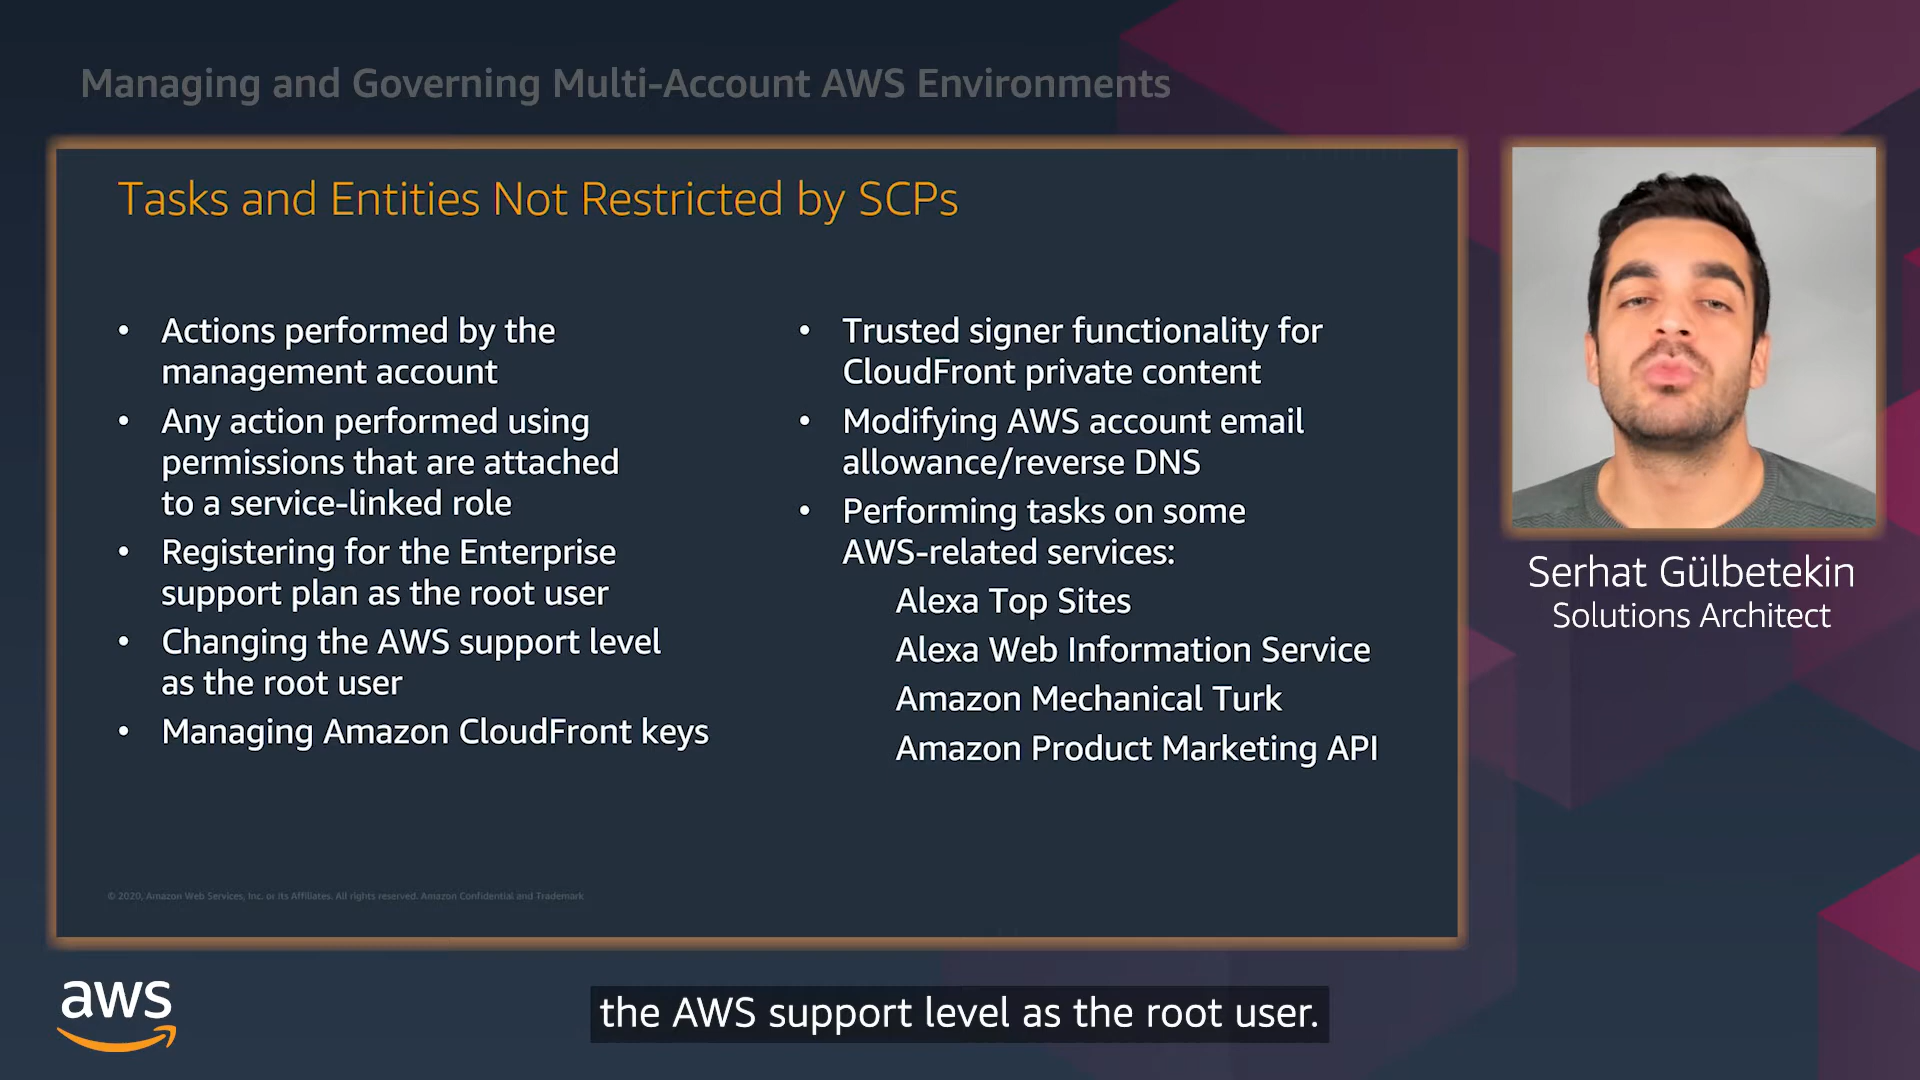 Managing and Governing Multi-Account AWS Environments
Tasks and Entities Not Restricted by SCPs
• Actions performed by the
management account
• Any action performed using
permissions that are attached
to a service-linked role
• Registering for the Enterprise
support plan as the root user
• Changing the AWS support level
as the root user
• Managing Amazon CloudFront keys
• Trusted signer functionality for
CloudFront private content
• Modifying AWS account email
allowance/reverse DNS
• Performing tasks on some
AWS-related services:
Alexa Top Sites
Alexa Web Information Service
Amazon Mechanical Turk
Amazon Product Marketing API
© 2020, Amazon Web Services, Inc. or its Affiliates. All rights reserved. Amazon Confidential and Trademark
Serhat Gülbetekin
Solutions Architect
aws
the AWS support level as the root user.